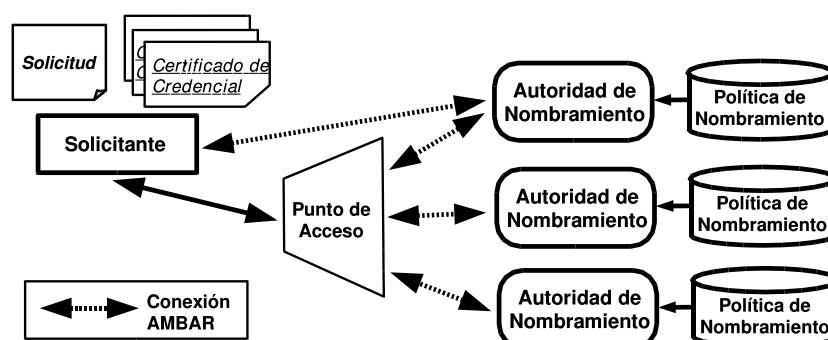 Solicitud
Certificado de
Credencial
Solicitante
Autoridad de
Nombramiento
Política de
Nombramiento
Punto de
Acceso
Autoridad de
Nombramiento
Política de
Nombramiento
Autoridad de
Nombramiento
Política de
Nombramiento
Conexión
AMBAR